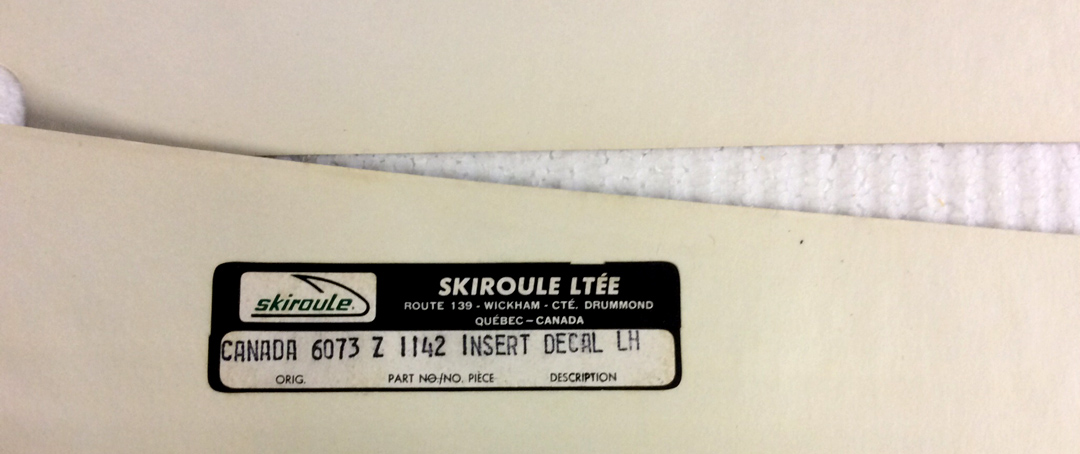 skiroule.
SKIROULE LTÉE
ROUTE 139 - WICKHAM - CTÉ. DRUMMOND
QUÉBEC - CANADA
CANADA 6073 Z 1142 INSERT DECAL LH
ORIG. PART NO/NO. PIÈCE DESCRIPTION